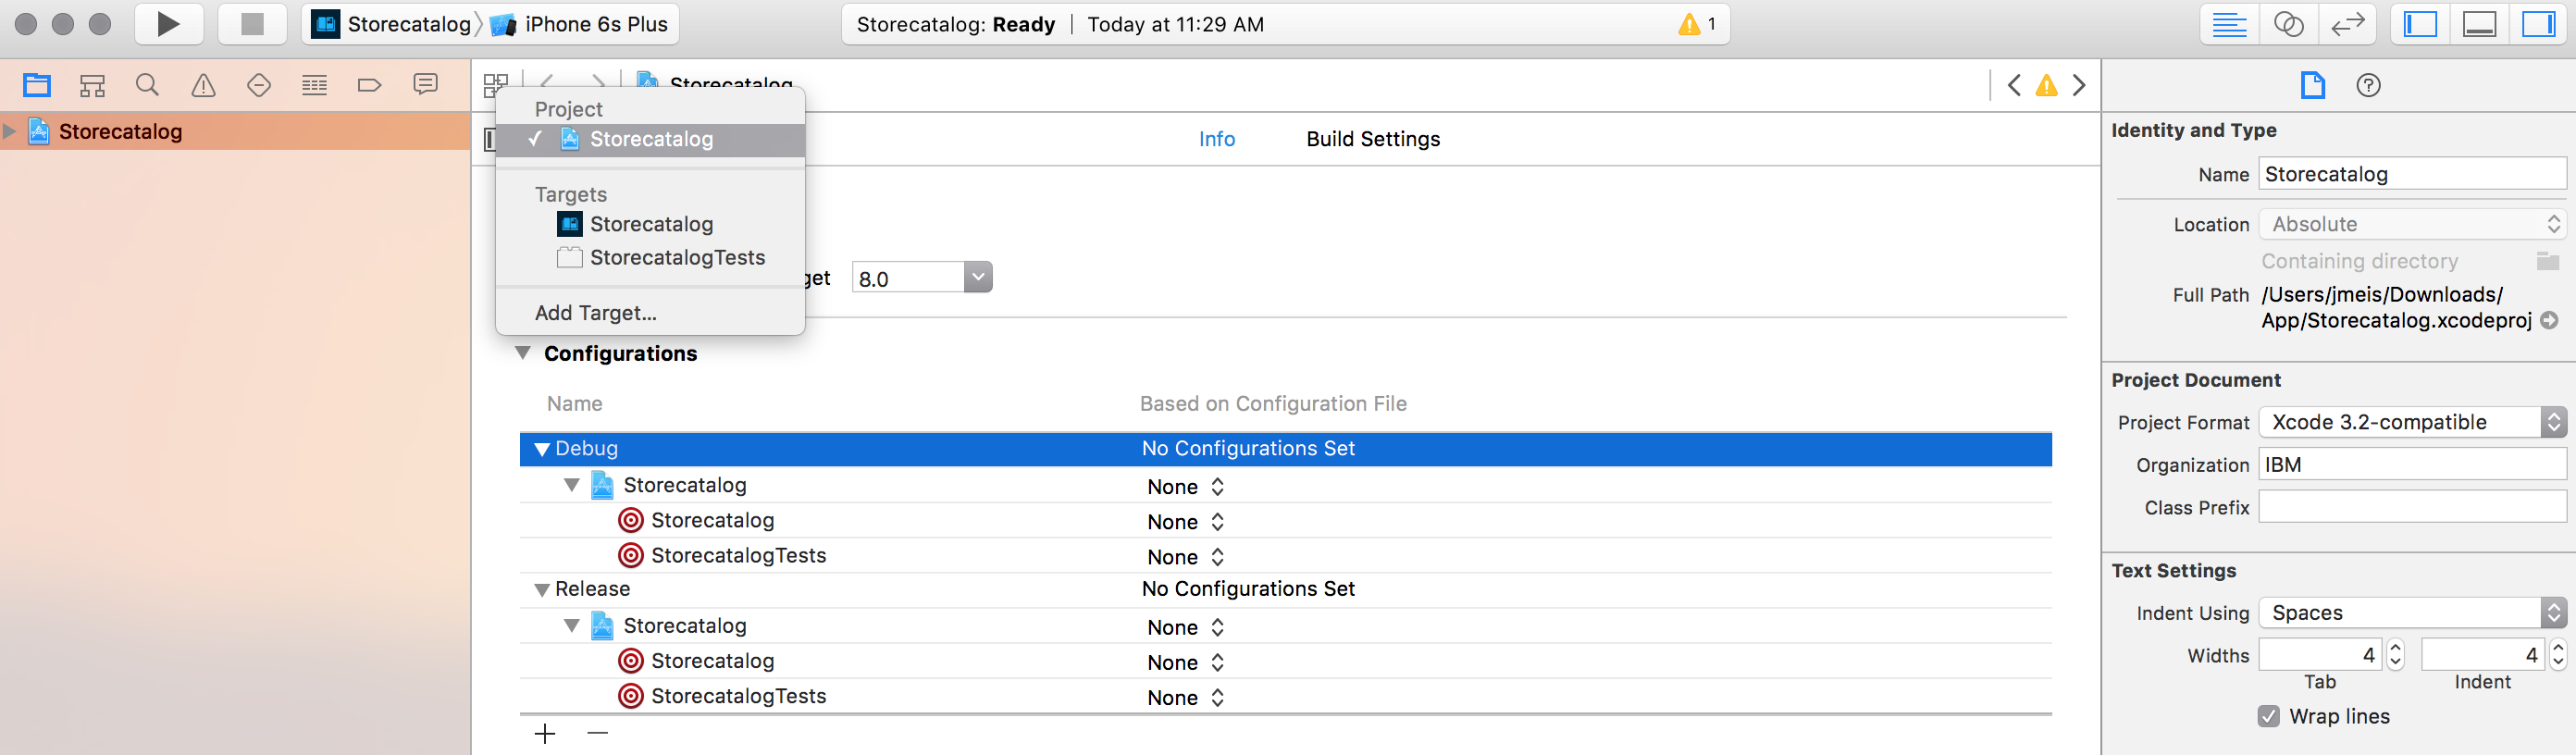 Storecatalog iPhone 6s Plus
Storecatalog: Ready | Today at 11:29 AM 1
Storecatalog
Storecatalog
Project
Storecatalog
Targets
Storecatalog
StorecatalogTests
Add Target...
Info Build Settings
get 8.0
Configurations
Name Based on Configuration File
Debug No Configurations Set
Storecatalog None
Storecatalog None
StorecatalogTests None
Release No Configurations Set
Storecatalog None
Storecatalog None
StorecatalogTests None
Identity and Type
Name Storecatalog
Location Absolute
Containing directory
Full Path /Users/jmeis/Downloads/
App/Storecatalog.xcodeproj
Project Document
Project Format Xcode 3.2-compatible
Organization IBM
Class Prefix
Text Settings
Indent Using Spaces
Widths 4 4
Tab Indent
Wrap lines